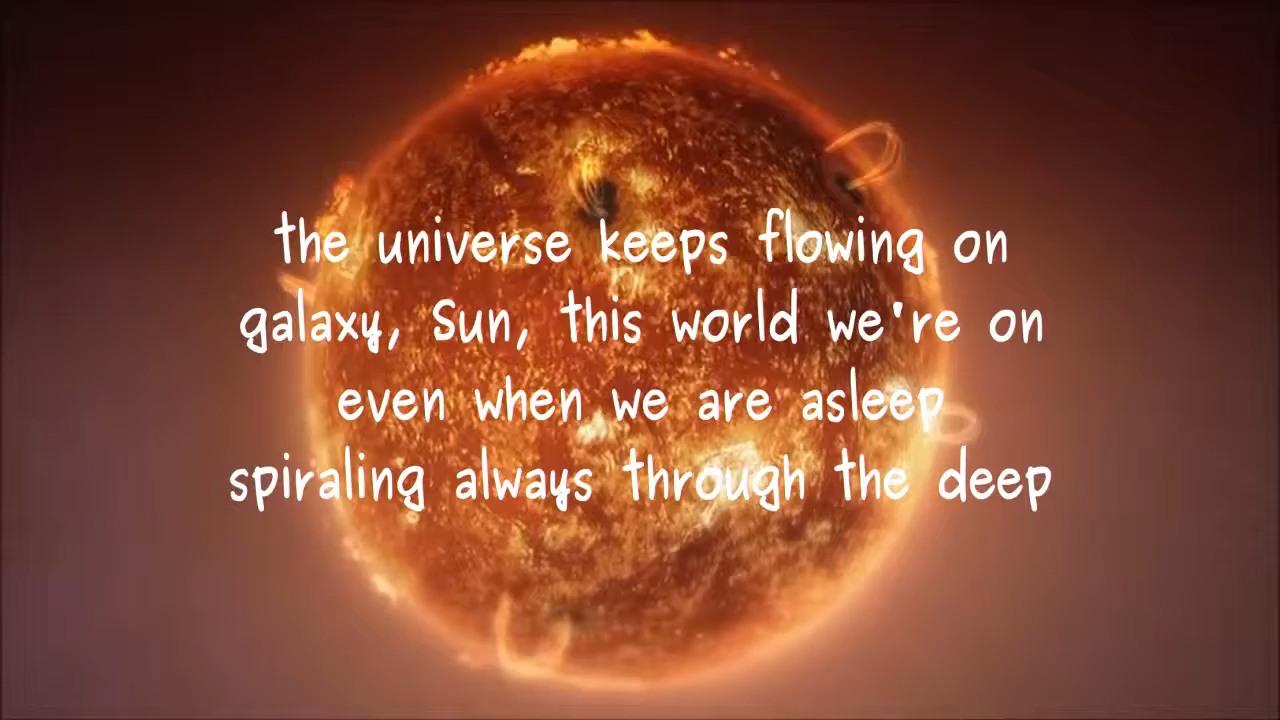 the universe keeps flowing on
galaxy, Sun, this world we're on
even when we are asleep
spiraling always through the deep